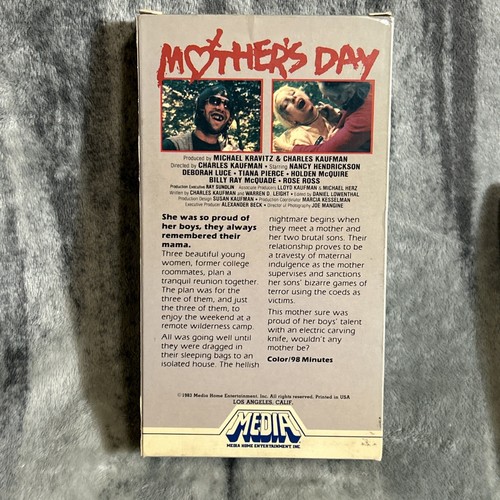 MOTHER'S DAY
Produced by MICHAEL KRAVITZ & CHARLES KAUFMAN
Directed by CHARLES KAUFMAN • Starring NANCY HENDRICKSON
DEBORAH LUCE • TIANA PIERCE • HOLDEN McQUIRE
BILLY RAY McQUADE • ROSE ROSS
Production Executive RAY SUNDLIN Associate Producers LLOYD KAUFMAN & MICHAEL HERZ
Written by CHARLES KAUFMAN and WARREN D. LEIGHT • Edited by DANIEL LOWENTHAL
Production Design SUSAN KAUFMAN • Production Coordinator MARCIA KESSELMAN
Executive Producer ALEXANDER BECK • Director of Photography JOE MANGINE
She was so proud of
her boys, they always
remembered their
mama.
Three beautiful young
women, former college
roommates, plan a
tranquil reunion together.
The plan was for the
three of them, and just
the three of them, to
enjoy the weekend at a
remote wilderness camp.
All was going well until
they were dragged in
their sleeping bags to an
isolated house. The hellish
nightmare begins when
they meet a mother and
her two brutal sons. Their
relationship proves to be
a travesty of maternal
indulgence as the mother
supervises and sanctions
her sons' bizarre games of
terror using the coeds as
victims.
This mother sure was
proud of her boys' talent
with an electric carving
knife, wouldn't any
mother be?
Color/98 Minutes
© 1982 Media Home Entertainment, Inc. All rights reserved. Printed in USA
LOS ANGELES, CALIF.
MEDIA
MEDIA HOME ENTERTAINMENT, INC.